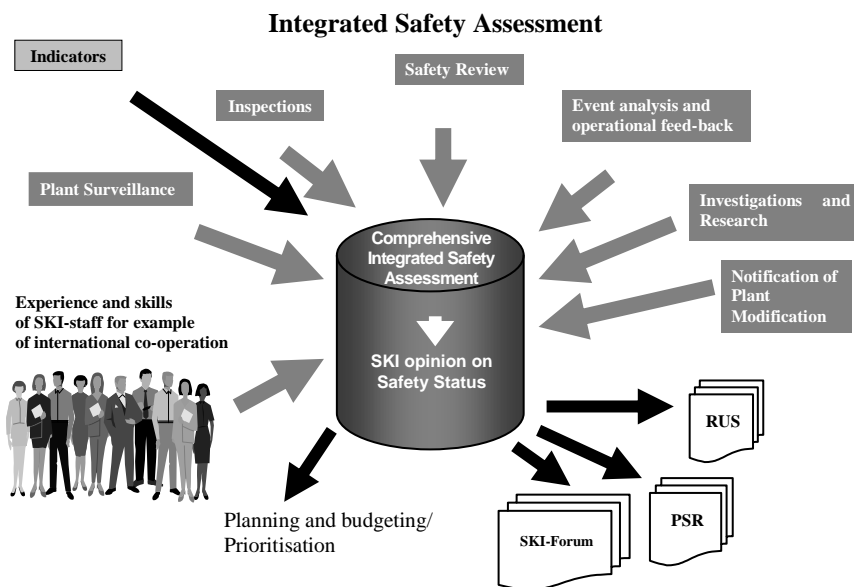 Integrated Safety Assessment
Indicators
Safety Review
Inspections
Event analysis and
operational feed-back
Plant Surveillance
Investigations and
Research
Comprehensive
Integrated Safety
Assessment
Notification of
Plant
Modification
Experience and skills
of SKI-staff for example
of international co-operation
SKI opinion on
Safety Status
RUS
PSR
SKI-Forum
Planning and budgeting/
Prioritisation